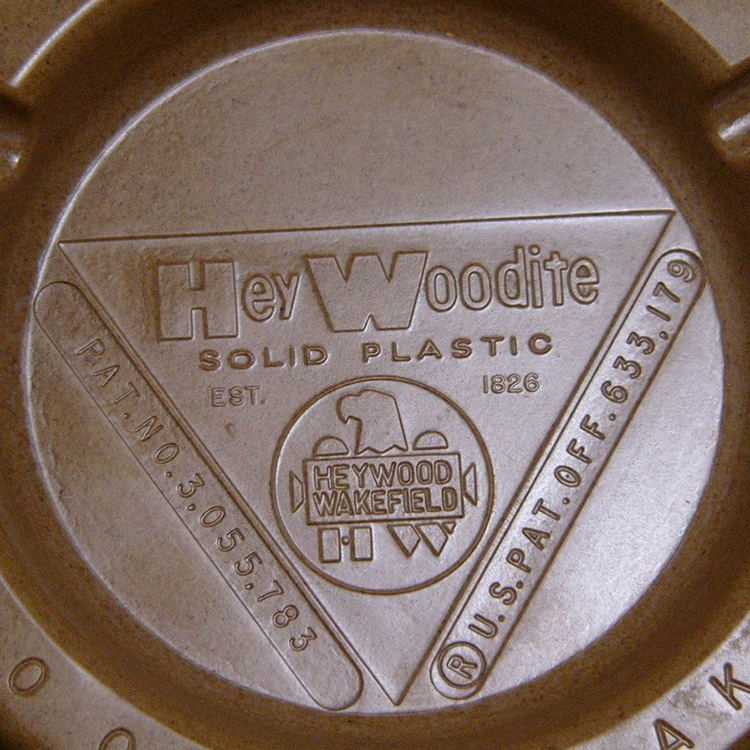 HeyWoodite
SOLID PLASTIC
EST. 1826
HEYWOOD
WAKEFIELD
H·W
PAT. NO. 3,055,783
® U.S. PAT. OFF. 633,179